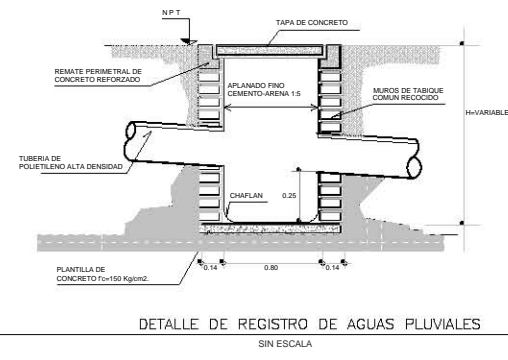 N P T
TAPA DE CONCRETO
REMATE PERIMETRAL DE
CONCRETO REFORZADO
APLANADO FINO
CEMENTO-ARENA 1:5
MUROS DE TABIQUE
COMUN RECOCIDO
H=VARIABLE
TUBERIA DE
POLIETILENO ALTA DENSIDAD
CHAFLAN
0.25
PLANTILLA DE
CONCRETO f'c=150 Kg/cm2.
0.14
0.80
0.14
DETALLE DE REGISTRO DE AGUAS PLUVIALES
SIN ESCALA